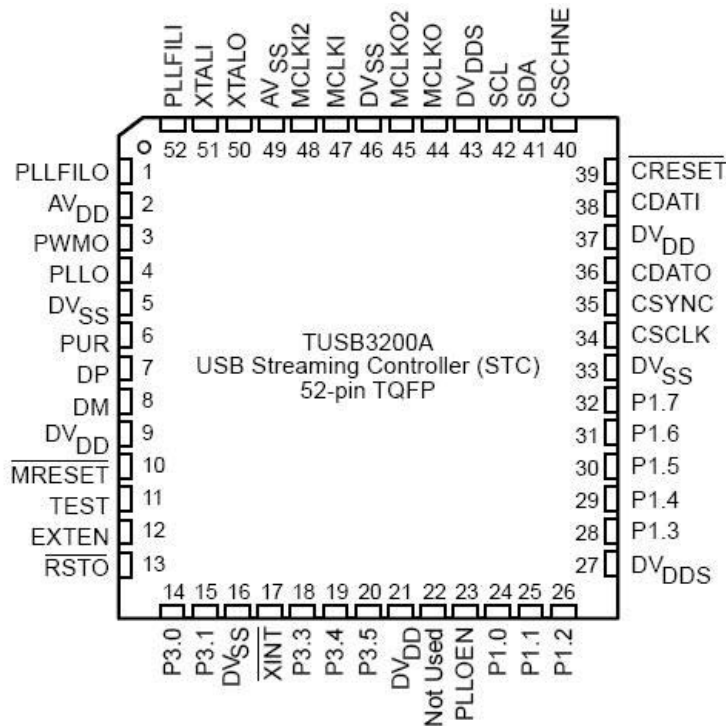 PLLFILI
XTALI
XTALO
AVSS
MCLKI2
MCLKI
DVSS
MCLKO2
MCLKO
DVDDS
SCL
SDA
CSCHNE
52 51 50 49 48 47 46 45 44 43 42 41 40
PLLFILO 1
AVDD 2
PWMO 3
PLLO 4
DVSS 5
PUR 6
DP 7
DM 8
DVDD 9
MRESET 10
TEST 11
EXTEN 12
RSTO 13
TUSB3200A
USB Streaming Controller (STC)
52-pin TQFP
39 CRESET
38 CDATI
37 DVDD
36 CDATO
35 CSYNC
34 CSCLK
33 DVSS
32 P1.7
31 P1.6
30 P1.5
29 P1.4
28 P1.3
27 DVDDS
14 15 16 17 18 19 20 21 22 23 24 25 26
P3.0
P3.1
DVSS
XINT
P3.3
P3.4
P3.5
DVDD
Not Used
PLLOEN
P1.0
P1.1
P1.2